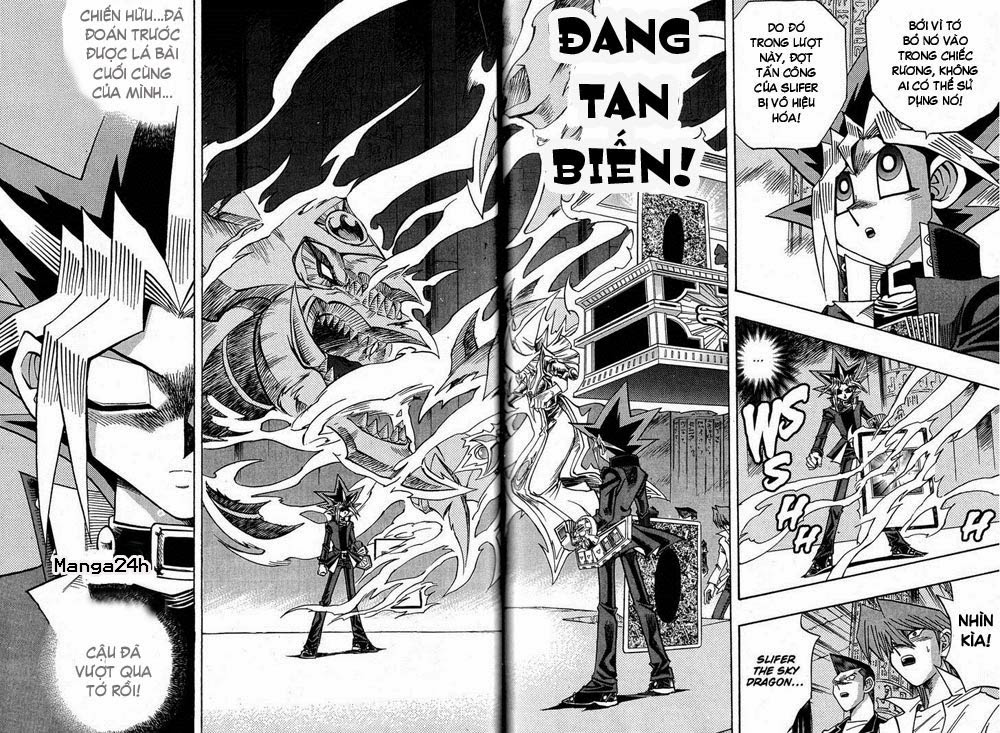 BỞI VÌ TỚ
BỎ NÓ VÀO
TRONG CHIẾC
RƯƠNG, KHÔNG
AI CÓ THỂ SỬ
DỤNG NÓ!
DO ĐÓ
TRONG LƯỢT
NÀY, ĐỢT
TẤN CÔNG
CỦA SLIFER
BỊ VÔ HIỆU
HÓA!
...
WSSH
WSHH
H
NHÌN
KÌA!
SLIFER
THE SKY
DRAGON...
ĐANG
TAN
BIẾN!
CHIẾN HỮU...ĐÃ
ĐOÁN TRƯỚC
ĐƯỢC LÁ BÀI
CUỐI CÙNG
CỦA MÌNH...
Manga24h
CẬU ĐÃ
VƯỢT QUA
TỚ RỒI!